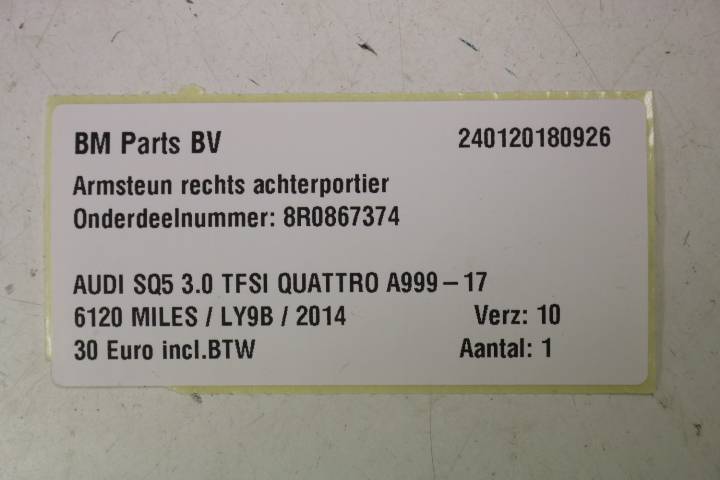 BM Parts BV 240120180926
Armsteun rechts achterportier
Onderdeelnummer: 8R0867374
AUDI SQ5 3.0 TFSI QUATTRO A999-17
6120 MILES / LY9B / 2014 Verz: 10
30 Euro incl.BTW Aantal: 1